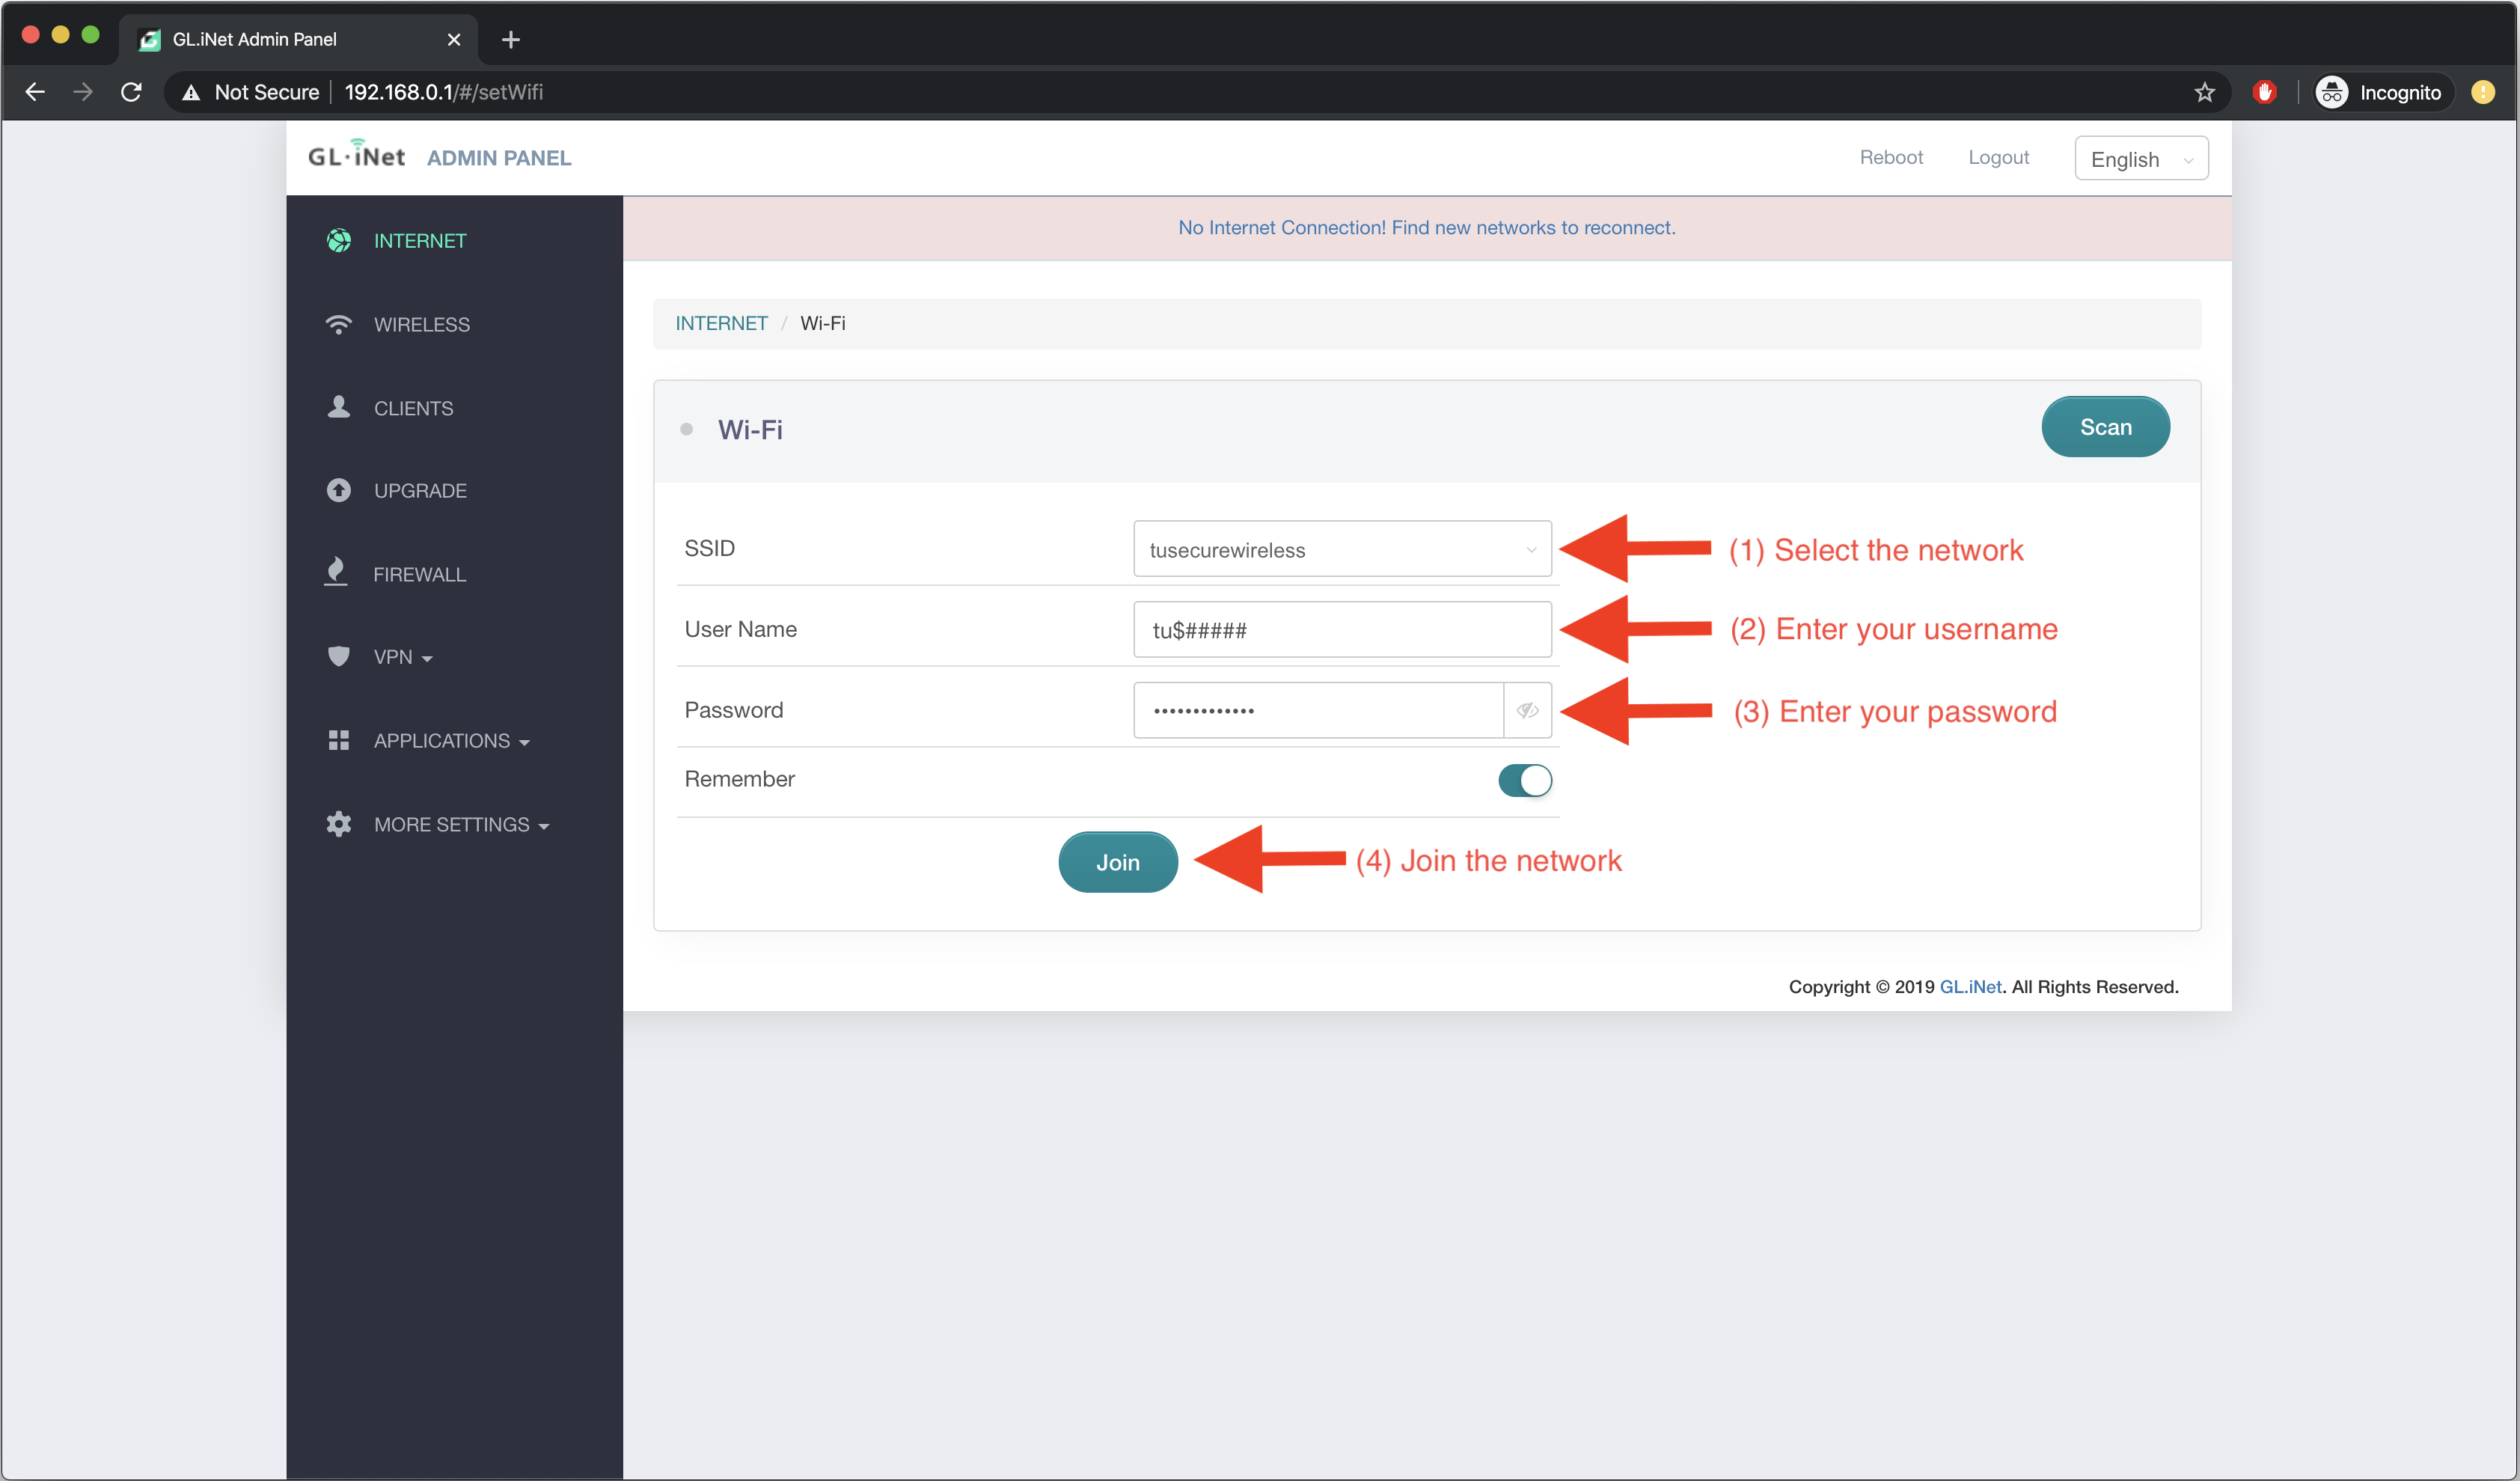 GL.iNet Admin Panel
Not Secure
192.168.0.1/#/setWifi
Incognito
GL·iNet ADMIN PANEL
Reboot
Logout
English
INTERNET
WIRELESS
CLIENTS
UPGRADE
FIREWALL
VPN
APPLICATIONS
MORE SETTINGS
No Internet Connection! Find new networks to reconnect.
INTERNET / Wi-Fi
Wi-Fi
Scan
SSID
tusecurewireless
(1) Select the network
User Name
tu$#####
(2) Enter your username
Password
•••••••••••••
(3) Enter your password
Remember
Join
(4) Join the network
Copyright © 2019 GL.iNet. All Rights Reserved.